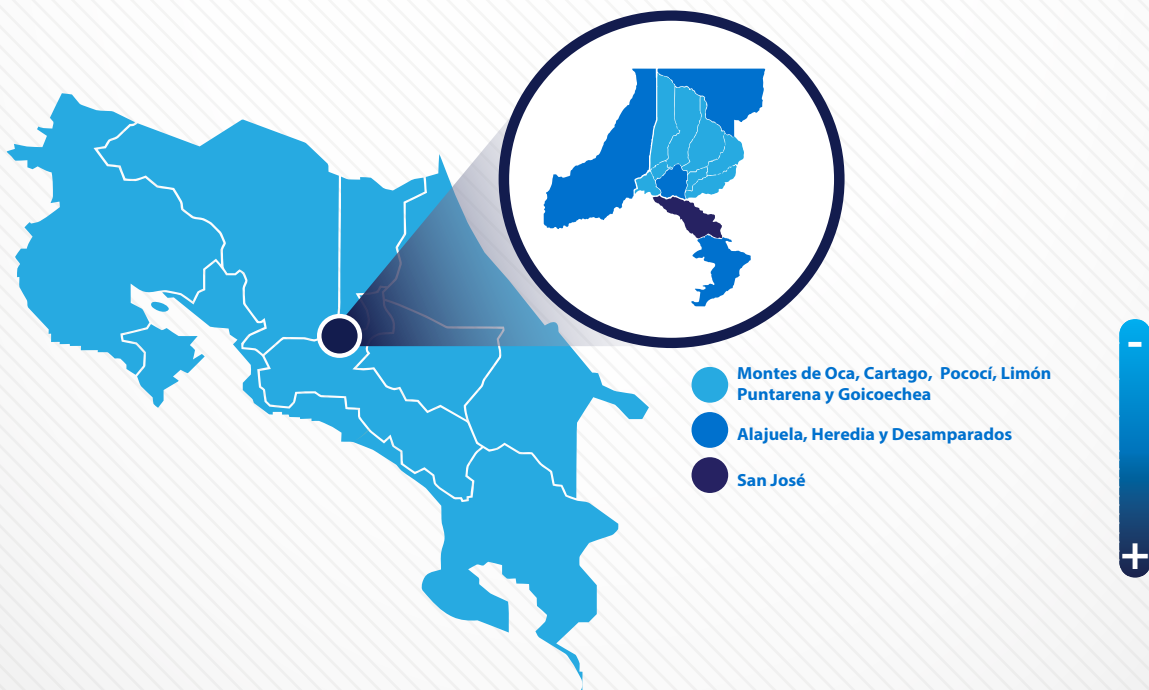 Montes de Oca, Cartago, Pococí, Limón
Puntarena y Goicoechea
Alajuela, Heredia y Desamparados
San José
-
+